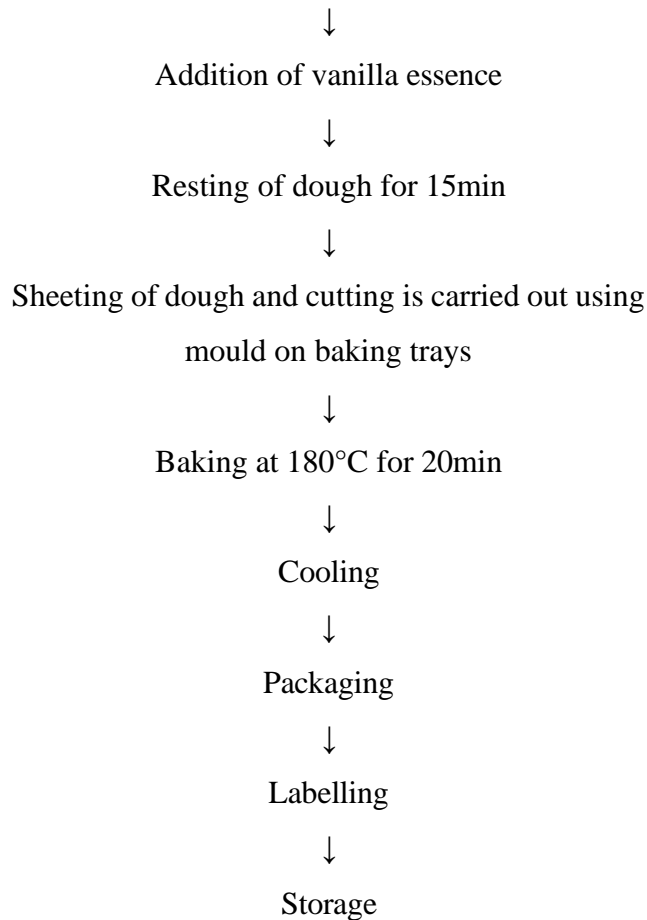 ↓
Addition of vanilla essence
↓
Resting of dough for 15min
↓
Sheeting of dough and cutting is carried out using
mould on baking trays
↓
Baking at 180°C for 20min
↓
Cooling
↓
Packaging
↓
Labelling
↓
Storage